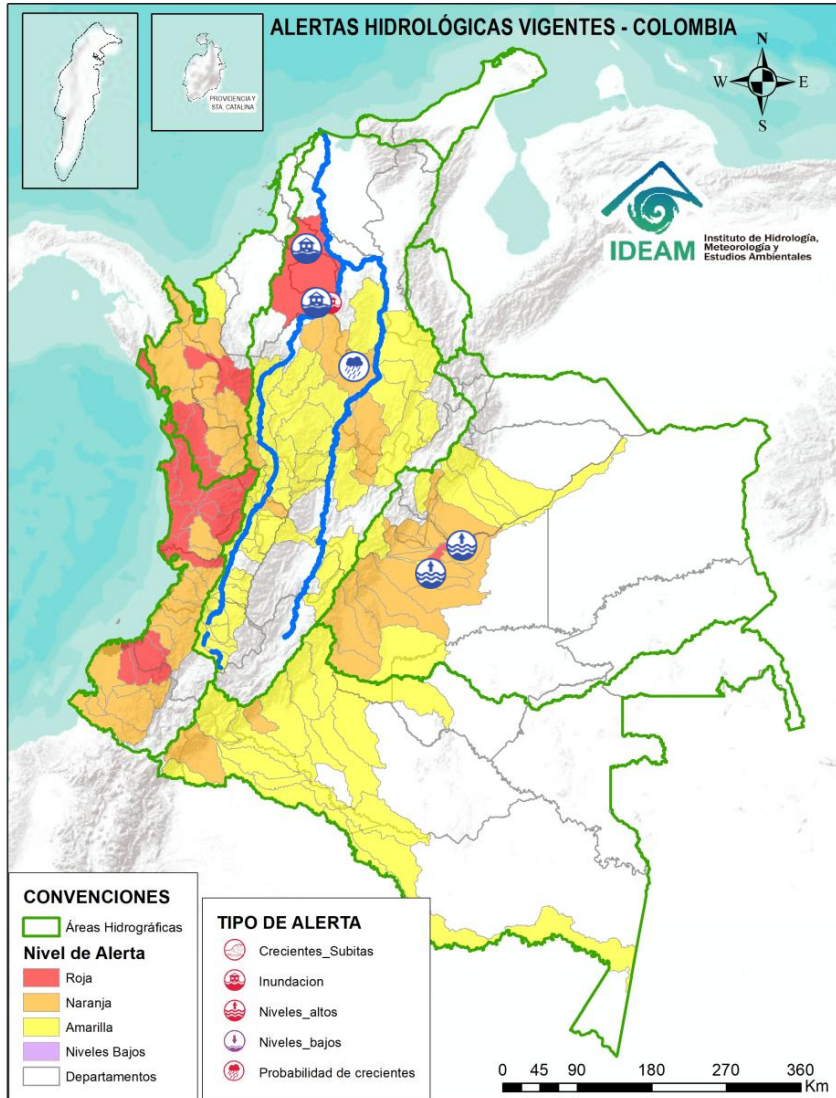 ALERTAS HIDROLÓGICAS VIGENTES - COLOMBIA
PROVIDENCIA Y
STA. CATALINA
N
W
E
S
IDEAM
Instituto de Hidrología,
Meteorología y
Estudios Ambientales
CONVENCIONES
Áreas Hidrográficas
Nivel de Alerta
Roja
Naranja
Amarilla
Niveles Bajos
Departamentos
TIPO DE ALERTA
Crecientes_Subitas
Inundacion
Niveles_altos
Niveles_bajos
Probabilidad de crecientes
0 45 90 180 270 360
Km